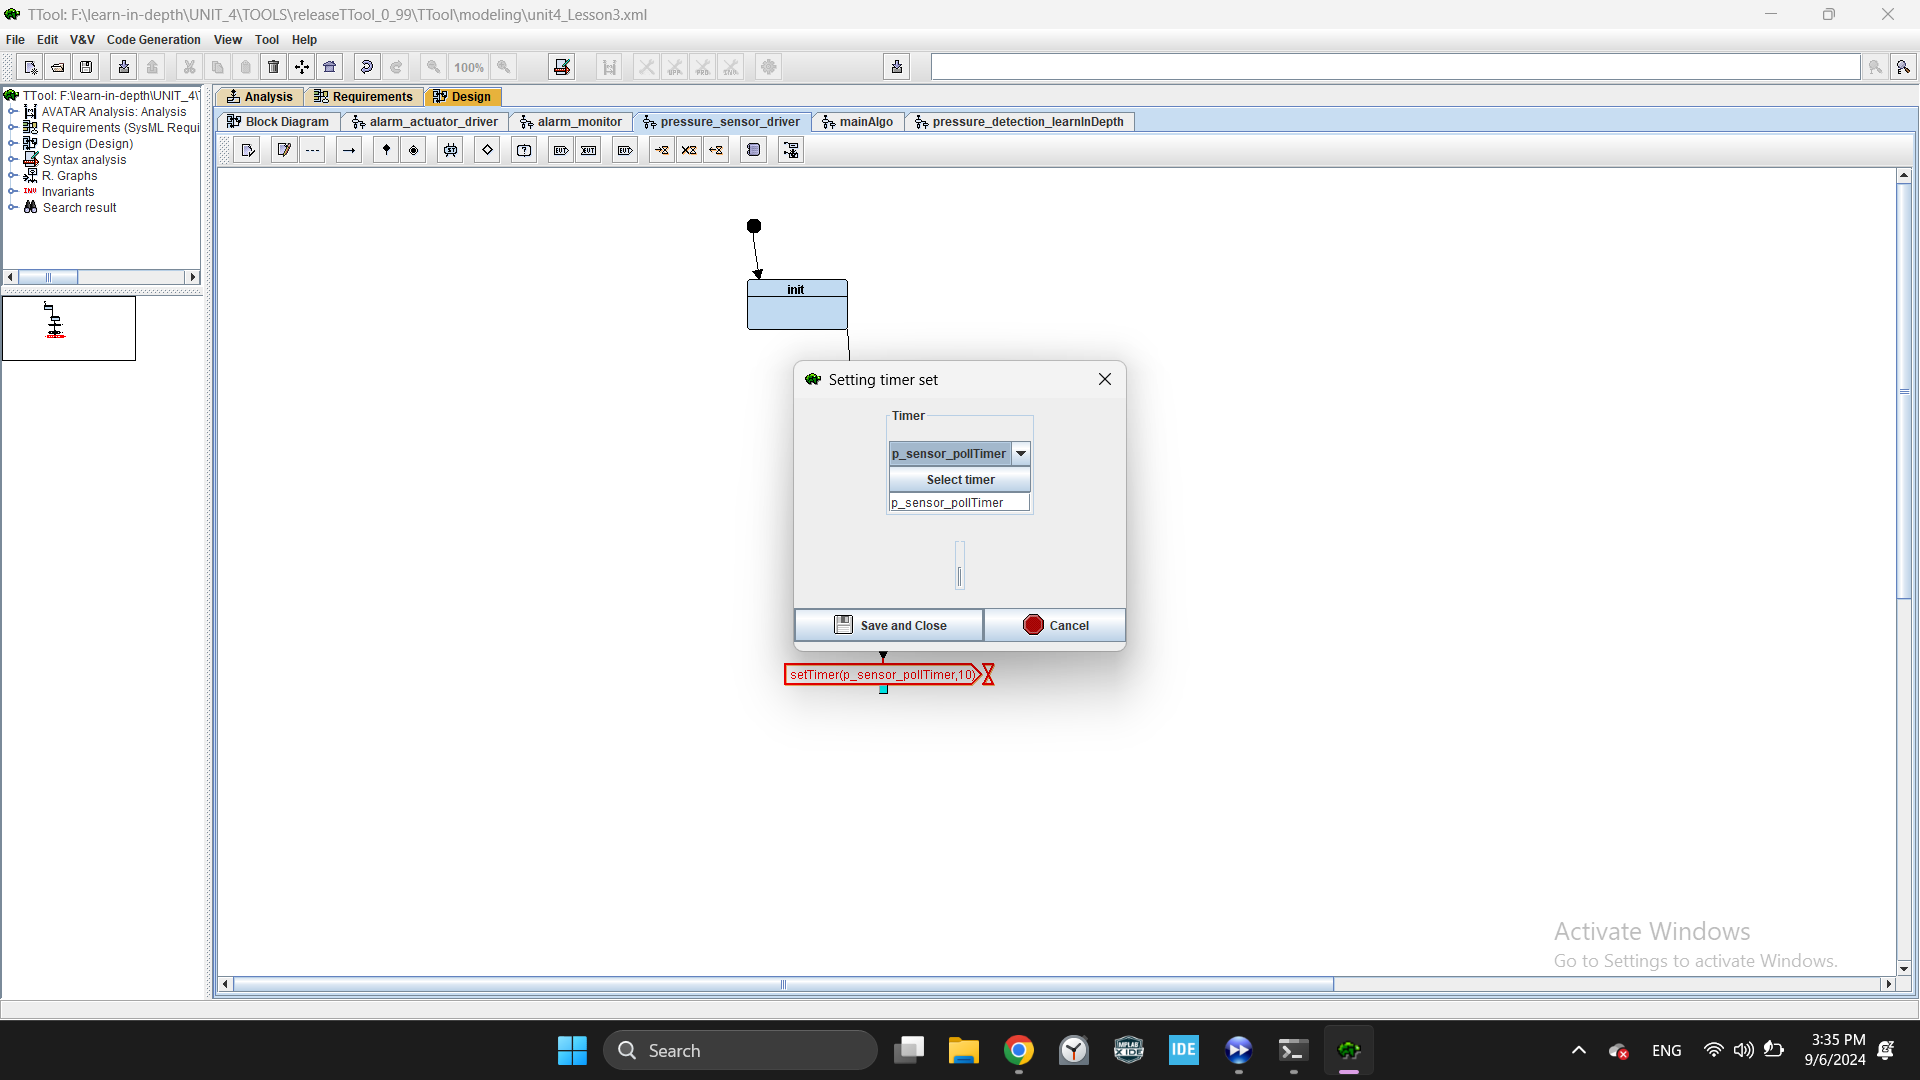 TTool: F:\learn-in-depth\UNIT_4\TOOLS\releaseTTool_0_99\TTool\modeling\unit4_Lesson3.xml
File Edit V&V Code Generation View Tool Help
100%
TTool: F:\learn-in-depth\UNIT_4\T
AVATAR Analysis: Analysis
Requirements (SysML Requi
Design (Design)
Syntax analysis
R. Graphs
INV Invariants
Search result
Analysis Requirements Design
Block Diagram alarm_actuator_driver alarm_monitor pressure_sensor_driver mainAlgo pressure_detection_learnInDepth
init
Setting timer set
Timer
p_sensor_pollTimer
Select timer
p_sensor_pollTimer
Save and Close Cancel
setTimer(p_sensor_pollTimer,10)
Activate Windows
Go to Settings to activate Windows.
Search
MPLAB
X IDE
IDE
ENG
3:35 PM
9/6/2024